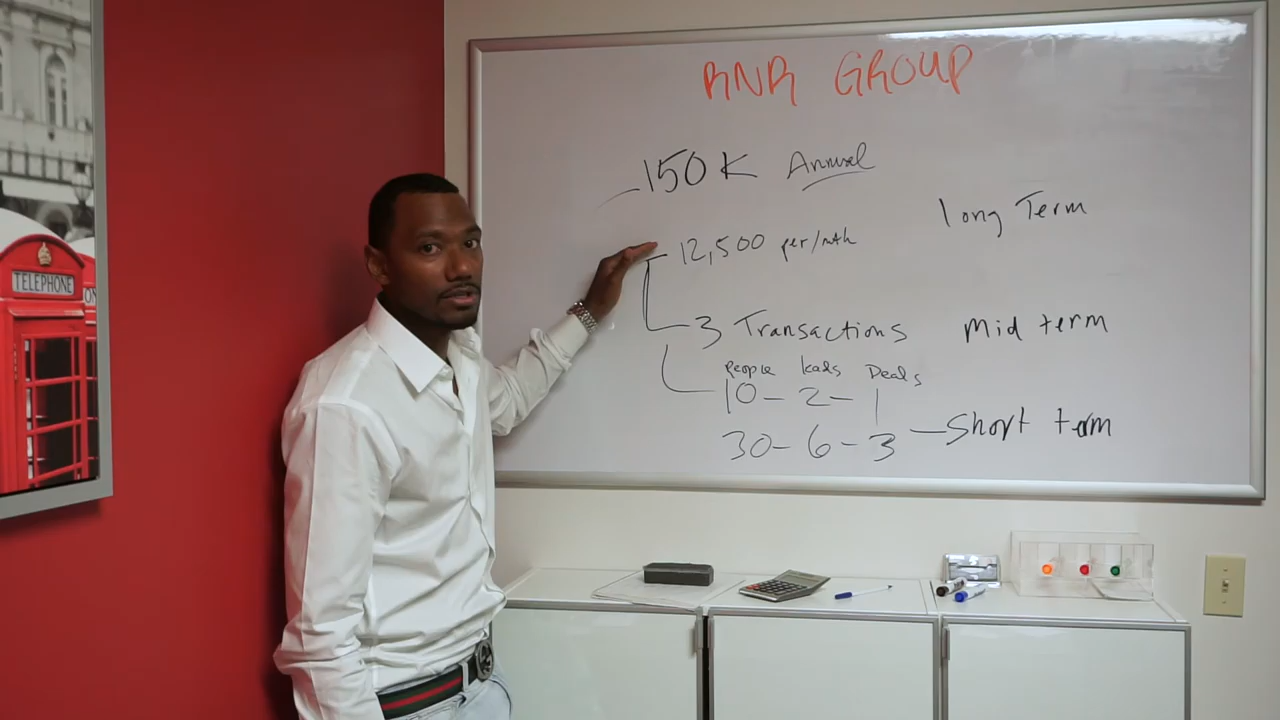 RNR GROUP
150K Annual
12,500 per/mth
Long Term
3 Transactions
Mid term
people leads Deals
10 - 2 - 1
30 - 6 - 3 - Short term
TELEPHONE